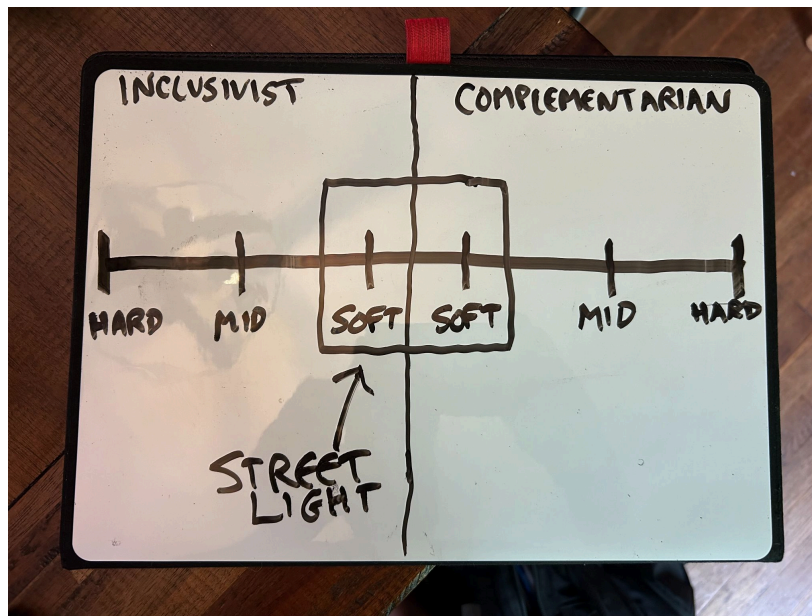 INCLUSIVIST
COMPLEMENTARIAN
HARD
MID
SOFT
SOFT
MID
HARD
STREET
LIGHT